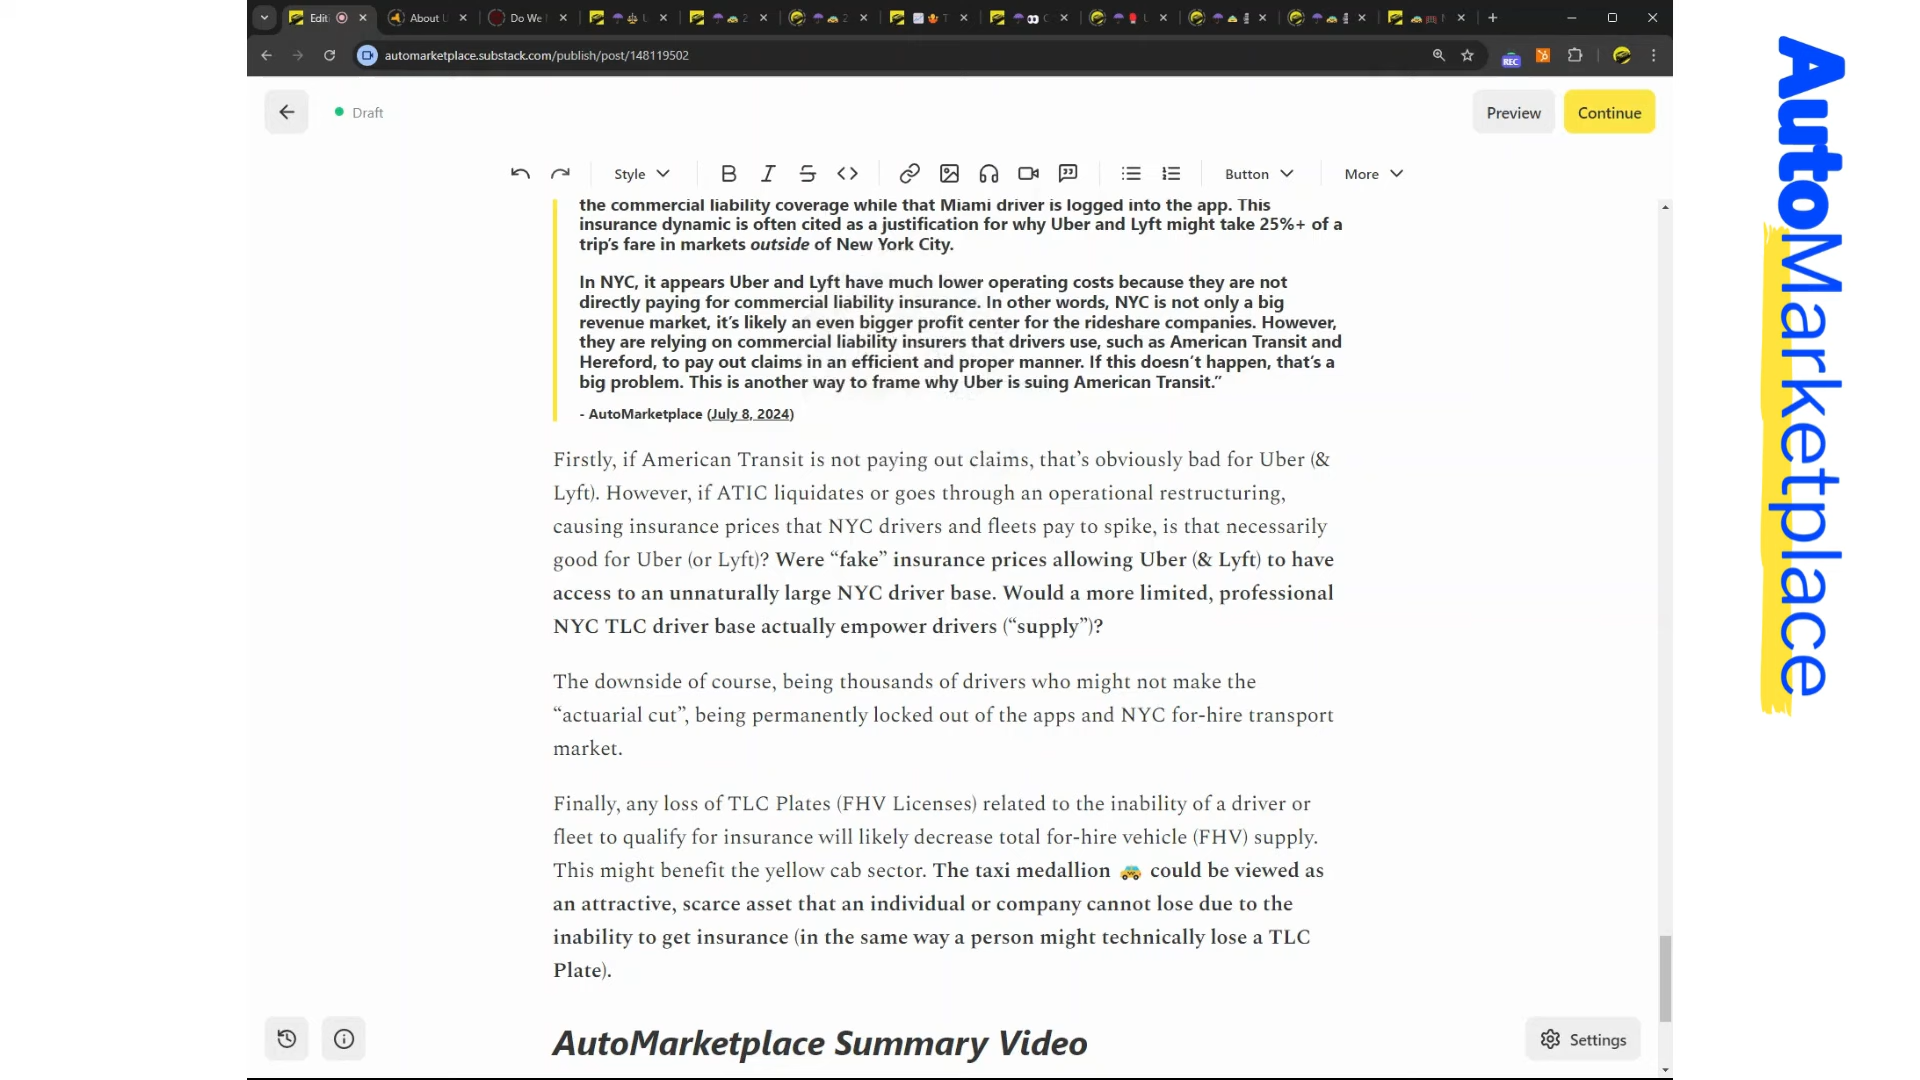 Edit
About
Do We
automarketplace.substack.com/publish/post/148119502
REC
Draft
Preview
Continue
Style
Button
More
the commercial liability coverage while that Miami driver is logged into the app. This
insurance dynamic is often cited as a justification for why Uber and Lyft might take 25%+ of a
trip’s fare in markets outside of New York City.
In NYC, it appears Uber and Lyft have much lower operating costs because they are not
directly paying for commercial liability insurance. In other words, NYC is not only a big
revenue market, it’s likely an even bigger profit center for the rideshare companies. However,
they are relying on commercial liability insurers that drivers use, such as American Transit and
Hereford, to pay out claims in an efficient and proper manner. If this doesn’t happen, that’s a
big problem. This is another way to frame why Uber is suing American Transit.”
- AutoMarketplace (July 8, 2024)
Firstly, if American Transit is not paying out claims, that’s obviously bad for Uber (&
Lyft). However, if ATIC liquidates or goes through an operational restructuring,
causing insurance prices that NYC drivers and fleets pay to spike, is that necessarily
good for Uber (or Lyft)? Were “fake” insurance prices allowing Uber (& Lyft) to have
access to an unnaturally large NYC driver base. Would a more limited, professional
NYC TLC driver base actually empower drivers (“supply”)?
The downside of course, being thousands of drivers who might not make the
“actuarial cut”, being permanently locked out of the apps and NYC for-hire transport
market.
Finally, any loss of TLC Plates (FHV Licenses) related to the inability of a driver or
fleet to qualify for insurance will likely decrease total for-hire vehicle (FHV) supply.
This might benefit the yellow cab sector. The taxi medallion 🚕 could be viewed as
an attractive, scarce asset that an individual or company cannot lose due to the
inability to get insurance (in the same way a person might technically lose a TLC
Plate).
AutoMarketplace Summary Video
Settings
AutoMarketplace